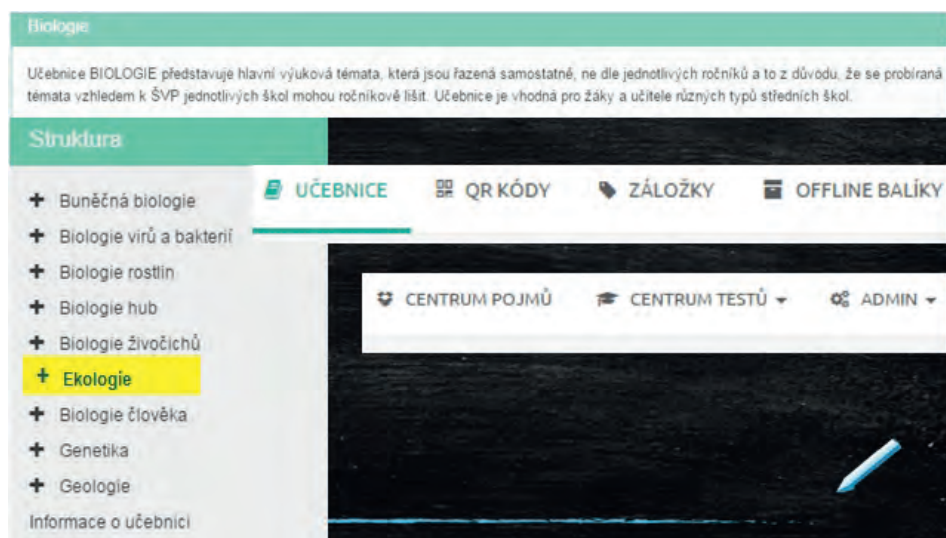 Biologie
Učebnice BIOLOGIE představuje hlavní výuková témata, která jsou řazená samostatně, ne dle jednotlivých ročníků a to z důvodu, že se probíraná
témata vzhledem k ŠVP jednotlivých škol mohou ročníkově lišit. Učebnice je vhodná pro žáky a učitele různých typů středních škol.
Struktura
Buněčná biologie
Biologie virů a bakterií
Biologie rostlin
Biologie hub
Biologie živočichů
Ekologie
Biologie člověka
Genetika
Geologie
Informace o učebnici
UČEBNICE QR KÓDY ZÁLOŽKY OFFLINE BALÍKY
CENTRUM POJMŮ CENTRUM TESTŮ ADMIN